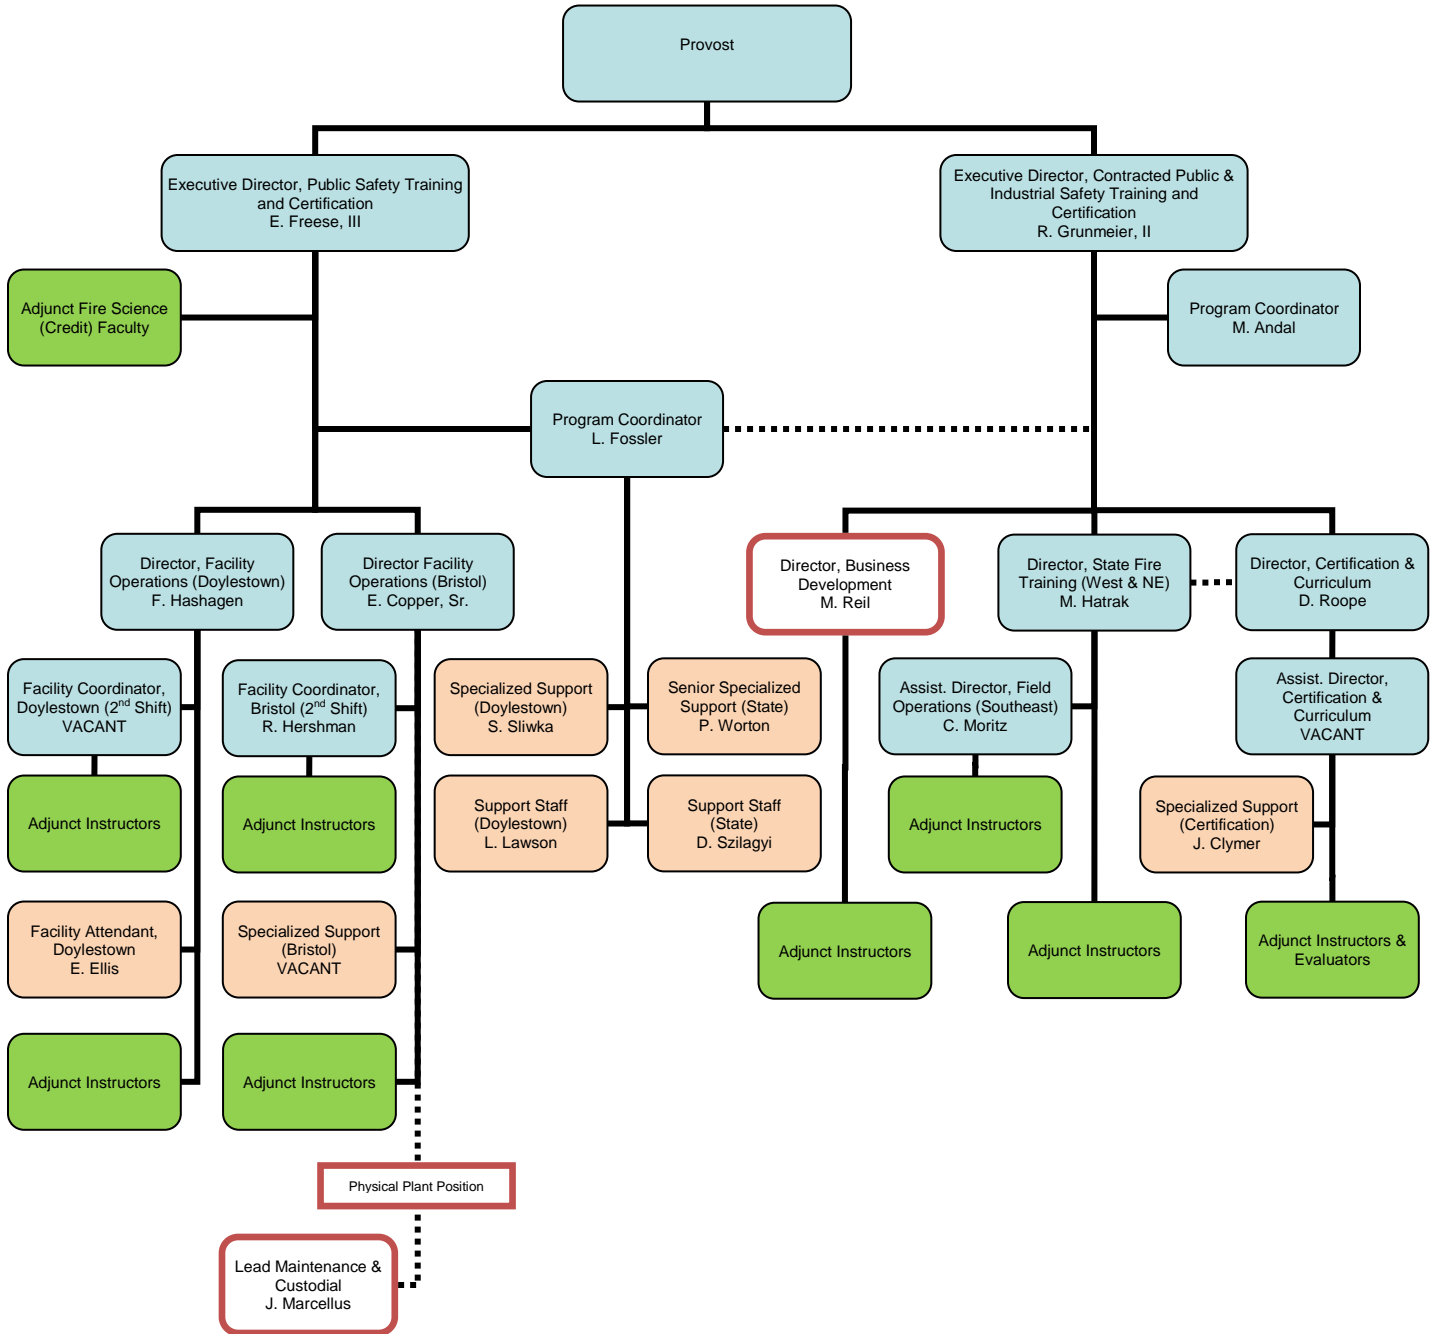 Provost
Executive Director, Public Safety Training
and Certification
E. Freese, III
Executive Director, Contracted Public &
Industrial Safety Training and
Certification
R. Grunmeier, II
Adjunct Fire Science
(Credit) Faculty
Program Coordinator
M. Andal
Program Coordinator
L. Fossler
Director, Facility
Operations (Doylestown)
F. Hashagen
Director Facility
Operations (Bristol)
E. Copper, Sr.
Director, Business
Development
M. Reil
Director, State Fire
Training (West & NE)
M. Hatrak
Director, Certification &
Curriculum
D. Roope
Facility Coordinator,
Doylestown (2nd Shift)
VACANT
Facility Coordinator,
Bristol (2nd Shift)
R. Hershman
Specialized Support
(Doylestown)
S. Sliwka
Senior Specialized
Support (State)
P. Worton
Assist. Director, Field
Operations (Southeast)
C. Moritz
Assist. Director,
Certification &
Curriculum
VACANT
Adjunct Instructors
Adjunct Instructors
Support Staff
(Doylestown)
L. Lawson
Support Staff
(State)
D. Szilagyi
Adjunct Instructors
Specialized Support
(Certification)
J. Clymer
Facility Attendant,
Doylestown
E. Ellis
Specialized Support
(Bristol)
VACANT
Adjunct Instructors
Adjunct Instructors
Adjunct Instructors &
Evaluators
Adjunct Instructors
Adjunct Instructors
Physical Plant Position
Lead Maintenance &
Custodial
J. Marcellus